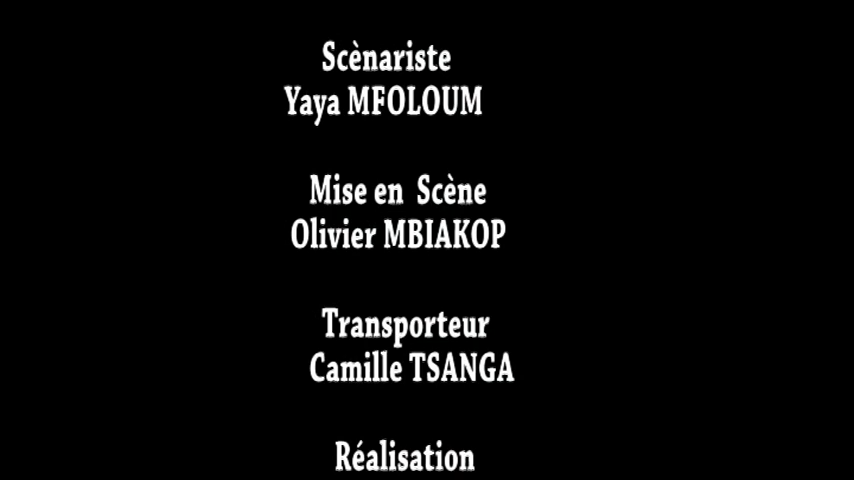 Scènariste
Yaya MFOLOUM
Mise en Scène
Olivier MBIAKOP
Transporteur
Camille TSANGA
Réalisation